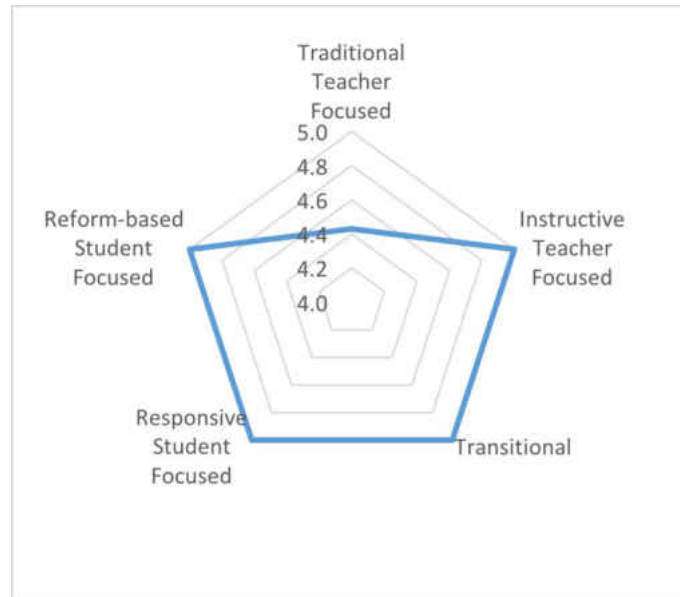 Traditional
Teacher
Focused
5.0
4.8
4.6
4.4
4.2
4.0
Reform-based
Student
Focused
Instructive
Teacher
Focused
Responsive
Student
Focused
Transitional